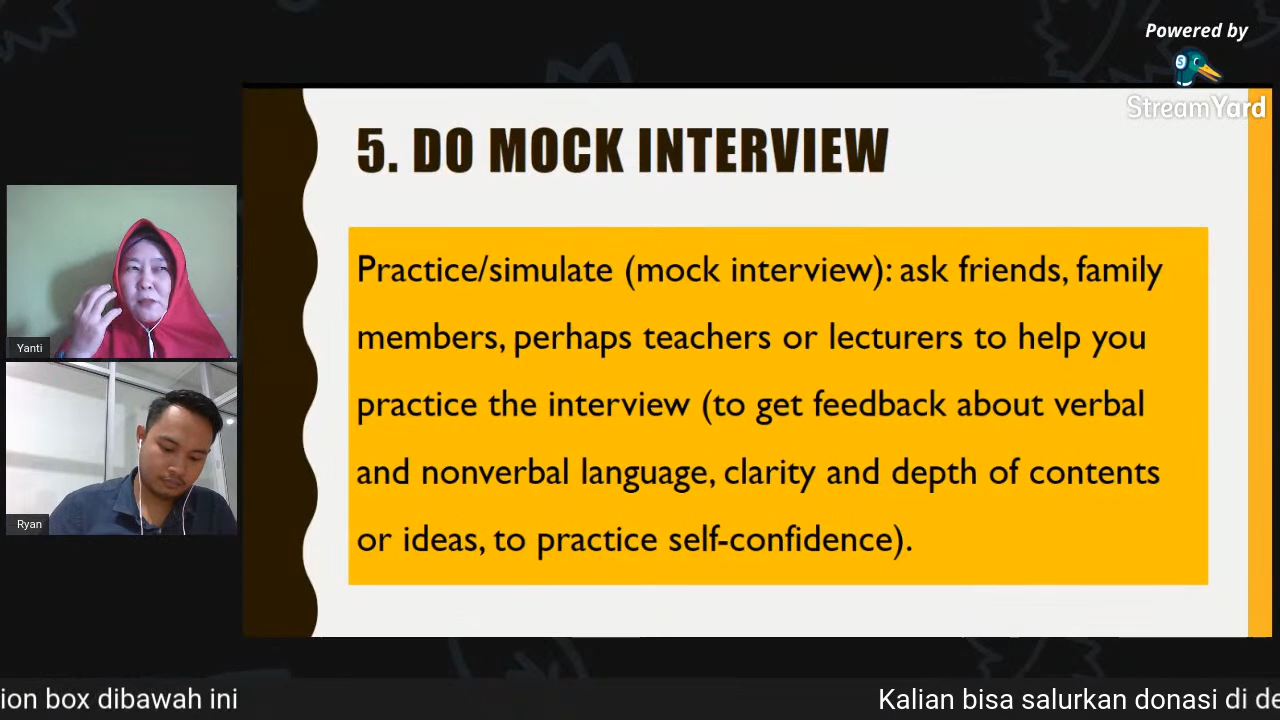 Powered by
StreamYard
5. DO MOCK INTERVIEW
Practice/simulate (mock interview): ask friends, family
members, perhaps teachers or lecturers to help you
practice the interview (to get feedback about verbal
and nonverbal language, clarity and depth of contents
or ideas, to practice self-confidence).
Yanti
Ryan
ion box dibawah ini
Kalian bisa salurkan donasi di de